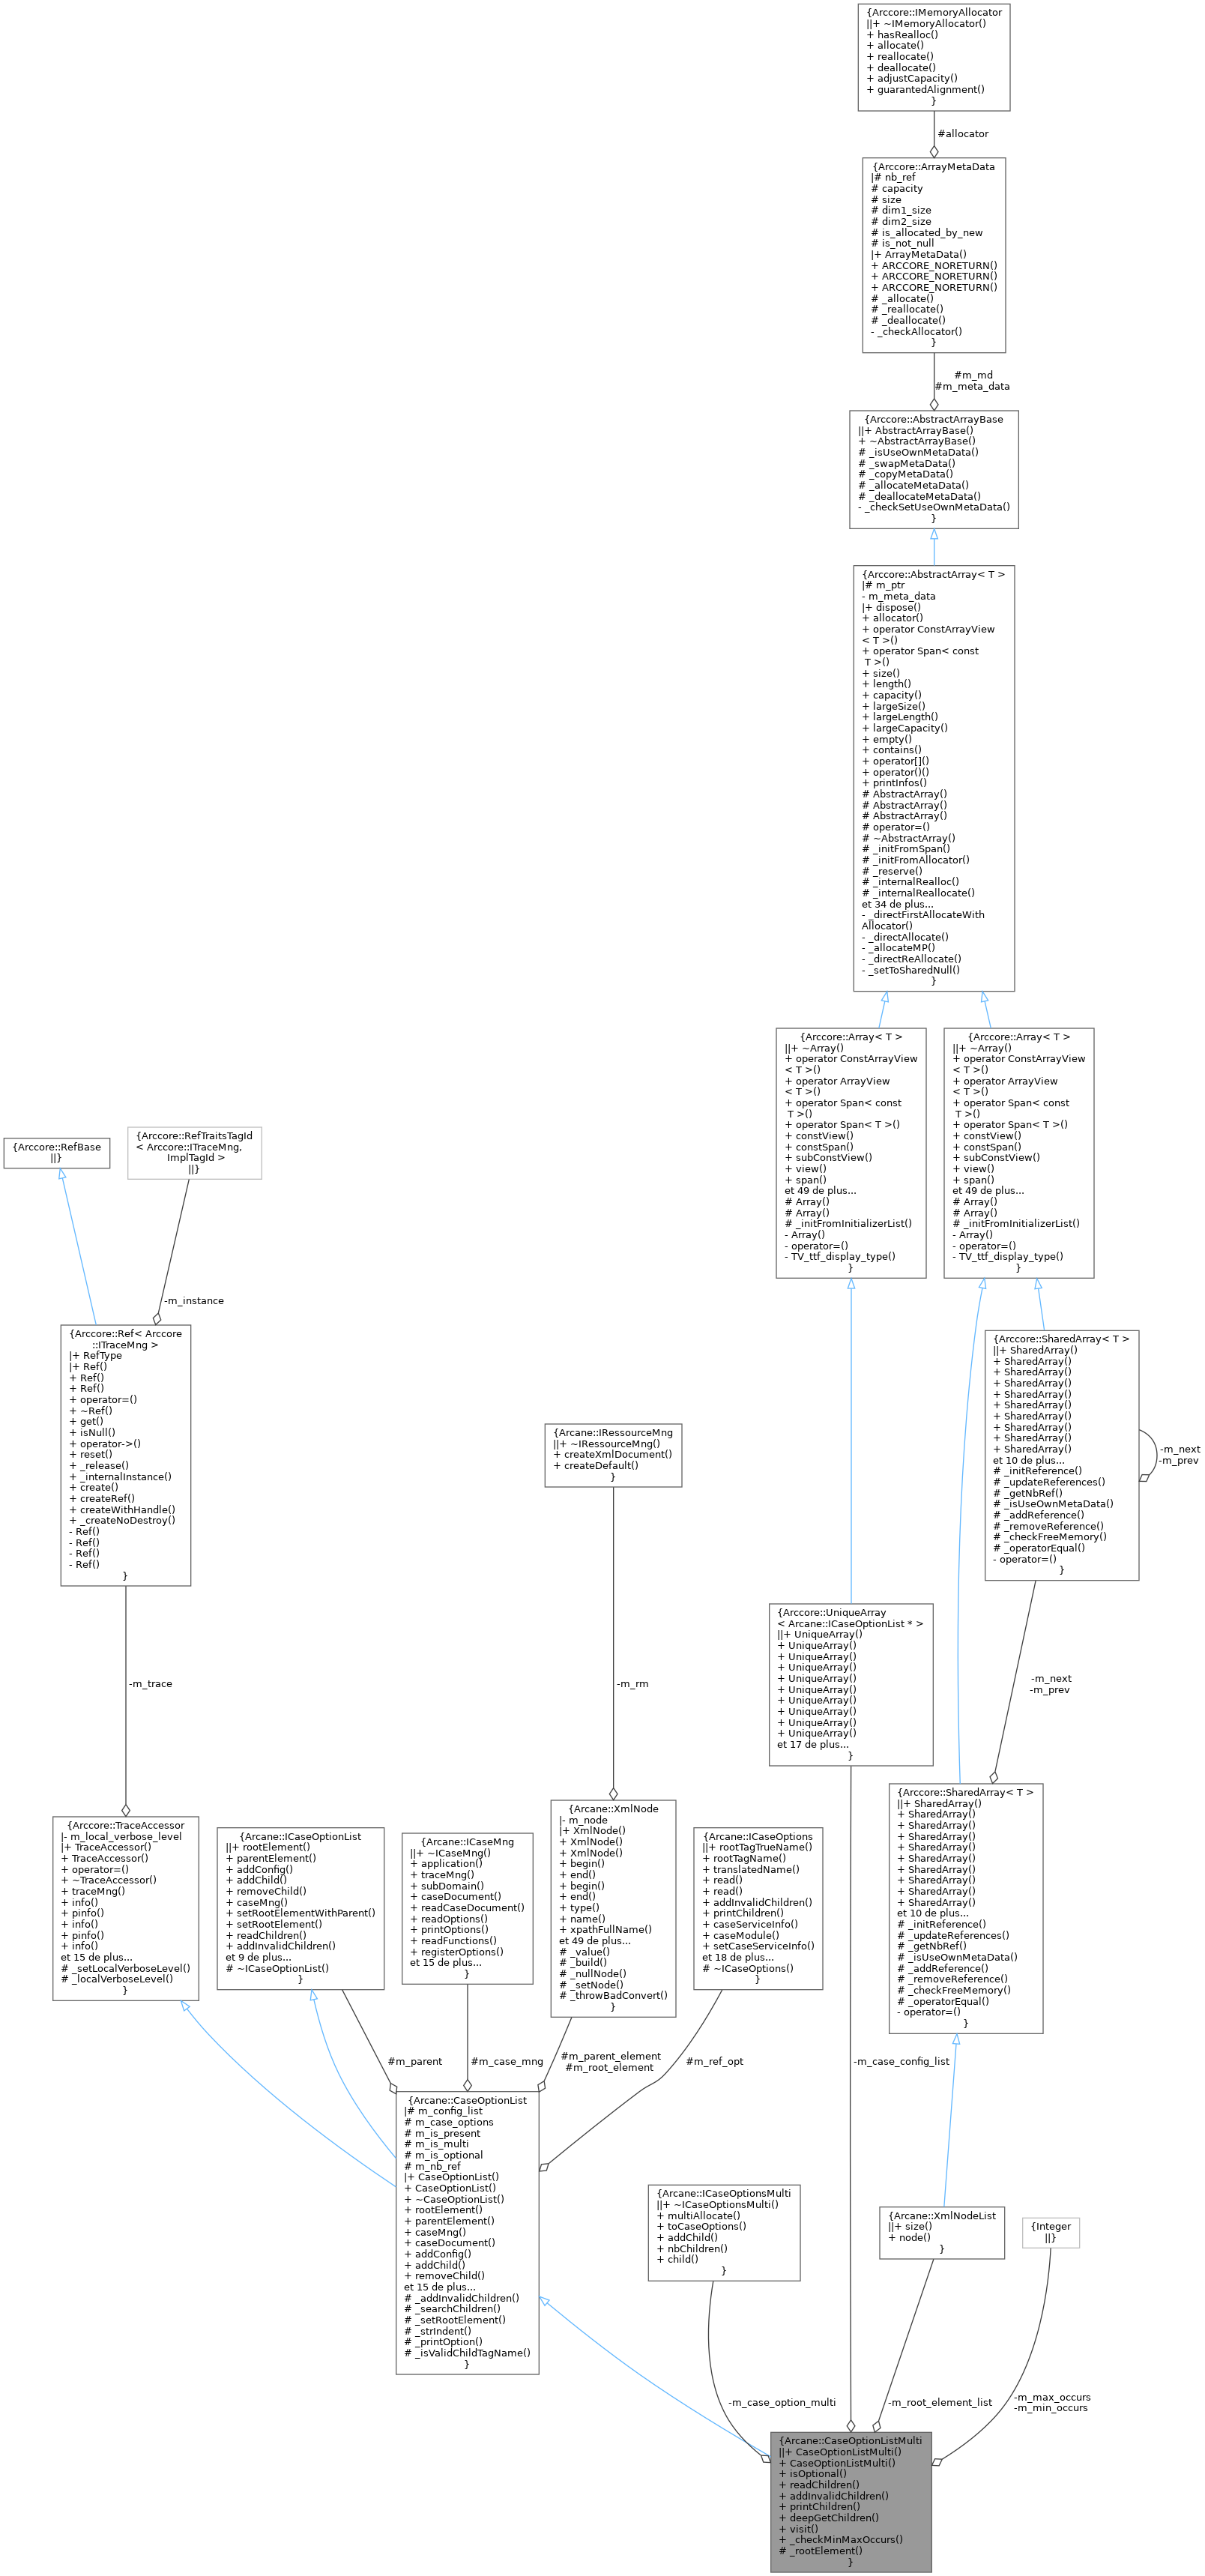 {Arccore::IMemoryAllocator
||+ ~IMemoryAllocator()
+ hasRealloc()
+ allocate()
+ reallocate()
+ deallocate()
+ adjustCapacity()
+ guarantedAlignment()
}
#allocator
{Arccore::ArrayMetaData
|# nb_ref
# capacity
# size
# dim1_size
# dim2_size
# is_allocated_by_new
# is_not_null
|+ ArrayMetaData()
+ ARCCORE_NORETURN()
+ ARCCORE_NORETURN()
+ ARCCORE_NORETURN()
# _allocate()
# _reallocate()
# _deallocate()
- _checkAllocator()
}
#m_md
#m_meta_data
{Arccore::AbstractArrayBase
||+ AbstractArrayBase()
+ ~AbstractArrayBase()
# _isUseOwnMetaData()
# _swapMetaData()
# _copyMetaData()
# _allocateMetaData()
# _deallocateMetaData()
- _checkSetUseOwnMetaData()
}
{Arccore::AbstractArray< T >
|# m_ptr
- m_meta_data
|+ dispose()
+ allocator()
+ operator ConstArrayView
< T >()
+ operator Span< const
T >()
+ size()
+ length()
+ capacity()
+ largeSize()
+ largeLength()
+ largeCapacity()
+ empty()
+ contains()
+ operator[]()
+ operator()()
+ printInfos()
# AbstractArray()
# AbstractArray()
# AbstractArray()
# operator=()
# ~AbstractArray()
# _initFromSpan()
# _initFromAllocator()
# _reserve()
# _internalRealloc()
# _internalReallocate()
et 34 de plus...
- _directFirstAllocateWith
Allocator()
- _directAllocate()
- _allocateMP()
- _directReAllocate()
- _setToSharedNull()
}
{Arccore::Array< T >
||+ ~Array()
+ operator ConstArrayView
< T >()
+ operator ArrayView
< T >()
+ operator Span< const
T >()
+ operator Span< T >()
+ constView()
+ constSpan()
+ subConstView()
+ view()
+ span()
et 49 de plus...
# Array()
# Array()
# _initFromInitializerList()
- Array()
- operator=()
- TV_ttf_display_type()
}
{Arccore::Array< T >
||+ ~Array()
+ operator ConstArrayView
< T >()
+ operator ArrayView
< T >()
+ operator Span< const
T >()
+ operator Span< T >()
+ constView()
+ constSpan()
+ subConstView()
+ view()
+ span()
et 49 de plus...
# Array()
# Array()
# _initFromInitializerList()
- Array()
- operator=()
- TV_ttf_display_type()
}
{Arccore::RefBase
||}
{Arccore::RefTraitsTagId
< Arccore::ITraceMng,
ImplTagId >
||}
-m_instance
{Arccore::Ref< Arccore
::ITraceMng >
|+ RefType
|+ Ref()
+ Ref()
+ Ref()
+ operator=()
+ ~Ref()
+ get()
+ isNull()
+ operator->()
+ reset()
+ _release()
+ _internalInstance()
+ create()
+ createRef()
+ createWithHandle()
+ _createNoDestroy()
- Ref()
- Ref()
- Ref()
- Ref()
}
{Arccore::SharedArray< T >
||+ SharedArray()
+ SharedArray()
+ SharedArray()
+ SharedArray()
+ SharedArray()
+ SharedArray()
+ SharedArray()
+ SharedArray()
+ SharedArray()
+ SharedArray()
et 10 de plus...
# _initReference()
# _updateReferences()
# _getNbRef()
# _isUseOwnMetaData()
# _addReference()
# _removeReference()
# _checkFreeMemory()
# _operatorEqual()
- operator=()
}
-m_next
-m_prev
{Arcane::IRessourceMng
||+ ~IRessourceMng()
+ createXmlDocument()
+ createDefault()
}
{Arccore::UniqueArray
< Arcane::ICaseOptionList * >
||+ UniqueArray()
+ UniqueArray()
+ UniqueArray()
+ UniqueArray()
+ UniqueArray()
+ UniqueArray()
+ UniqueArray()
+ UniqueArray()
+ UniqueArray()
+ UniqueArray()
et 17 de plus...
}
-m_trace
-m_rm
-m_next
-m_prev
{Arccore::TraceAccessor
|- m_local_verbose_level
|+ TraceAccessor()
+ TraceAccessor()
+ operator=()
+ ~TraceAccessor()
+ traceMng()
+ info()
+ pinfo()
+ info()
+ pinfo()
+ info()
et 15 de plus...
# _setLocalVerboseLevel()
# _localVerboseLevel()
}
{Arcane::ICaseOptionList
||+ rootElement()
+ parentElement()
+ addConfig()
+ addChild()
+ removeChild()
+ caseMng()
+ setRootElementWithParent()
+ setRootElement()
+ readChildren()
+ addInvalidChildren()
et 9 de plus...
# ~ICaseOptionList()
}
{Arcane::ICaseMng
||+ ~ICaseMng()
+ application()
+ traceMng()
+ subDomain()
+ caseDocument()
+ readCaseDocument()
+ readOptions()
+ printOptions()
+ readFunctions()
+ registerOptions()
et 15 de plus...
}
{Arcane::XmlNode
|- m_node
|+ XmlNode()
+ XmlNode()
+ XmlNode()
+ begin()
+ end()
+ begin()
+ end()
+ type()
+ name()
+ xpathFullName()
et 49 de plus...
# _value()
# _build()
# _nullNode()
# _setNode()
# _throwBadConvert()
}
{Arcane::ICaseOptions
||+ rootTagTrueName()
+ rootTagName()
+ translatedName()
+ read()
+ read()
+ addInvalidChildren()
+ printChildren()
+ caseServiceInfo()
+ caseModule()
+ setCaseServiceInfo()
et 18 de plus...
# ~ICaseOptions()
}
{Arccore::SharedArray< T >
||+ SharedArray()
+ SharedArray()
+ SharedArray()
+ SharedArray()
+ SharedArray()
+ SharedArray()
+ SharedArray()
+ SharedArray()
+ SharedArray()
+ SharedArray()
et 10 de plus...
# _initReference()
# _updateReferences()
# _getNbRef()
# _isUseOwnMetaData()
# _addReference()
# _removeReference()
# _checkFreeMemory()
# _operatorEqual()
- operator=()
}
#m_parent
#m_case_mng
#m_parent_element
#m_root_element
#m_ref_opt
-m_case_config_list
{Arcane::CaseOptionList
|# m_config_list
# m_case_options
# m_is_present
# m_is_multi
# m_is_optional
# m_nb_ref
|+ CaseOptionList()
+ CaseOptionList()
+ ~CaseOptionList()
+ rootElement()
+ parentElement()
+ caseMng()
+ caseDocument()
+ addConfig()
+ addChild()
+ removeChild()
et 15 de plus...
# _addInvalidChildren()
# _searchChildren()
# _setRootElement()
# _strIndent()
# _printOption()
# _isValidChildTagName()
}
{Arcane::ICaseOptionsMulti
||+ ~ICaseOptionsMulti()
+ multiAllocate()
+ toCaseOptions()
+ addChild()
+ nbChildren()
+ child()
}
{Arcane::XmlNodeList
||+ size()
+ node()
}
{Integer
||}
-m_case_option_multi
-m_root_element_list
-m_max_occurs
-m_min_occurs
{Arcane::CaseOptionListMulti
||+ CaseOptionListMulti()
+ CaseOptionListMulti()
+ isOptional()
+ readChildren()
+ addInvalidChildren()
+ printChildren()
+ deepGetChildren()
+ visit()
+ _checkMinMaxOccurs()
# _rootElement()
}